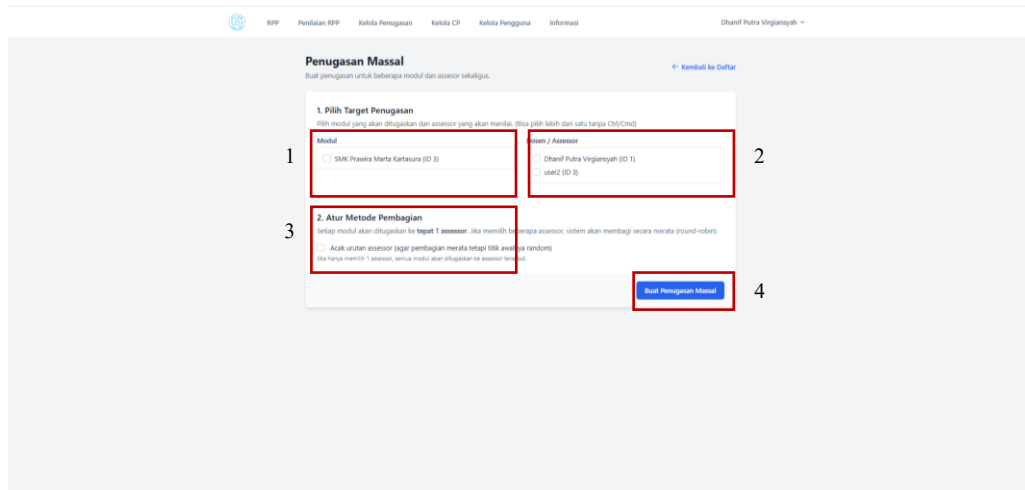 RPP Penilaian RPP Kelola Penugasan Kelola CP Kelola Pengguna Informasi Dhanif Putra Virgiansyah
Penugasan Massal
← Kembali ke Daftar
Buat penugasan untuk beberapa modul dan assesor sekaligus.
1. Pilih Target Penugasan
Pilih modul yang akan ditugaskan dan assessor yang akan menilai. (Bisa pilih lebih dari satu tanpa Ctrl/Cmd)
1
Modul
SMK Prawira Marta Kartasura (ID 3)
Dosen / Assessor
Dhanif Putra Virgiansyah (ID 1)
user2 (ID 3)
2
3
2. Atur Metode Pembagian
Setiap modul akan ditugaskan ke tepat 1 assessor. Jika memilih beberapa assessor, sistem akan membagi secara merata (round-robin).
Acak urutan assessor (agar pembagian merata tetapi titik awalnya random)
Jika hanya memilih 1 assessor, semua modul akan ditugaskan ke assessor tersebut.
Buat Penugasan Massal
4